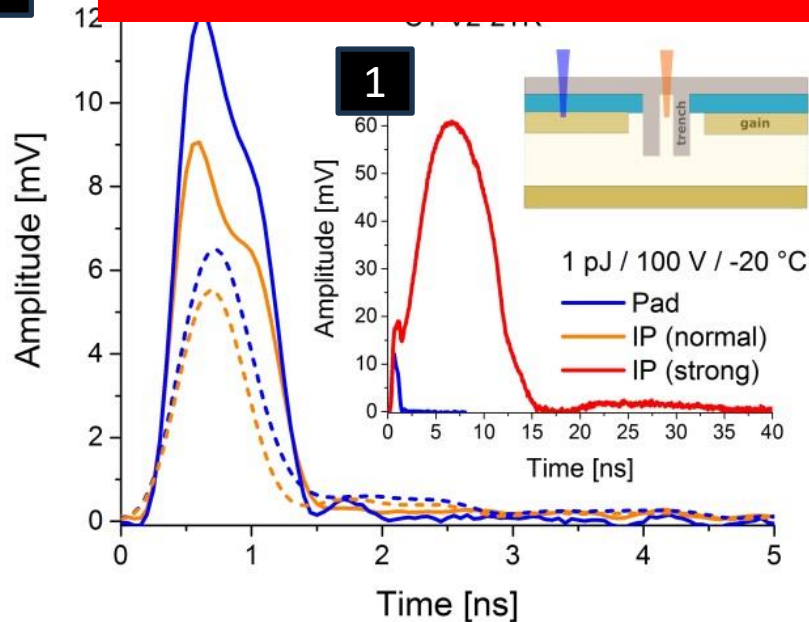 1
12
10
8
6
4
2
0
Amplitude [mV]
0 1 2 3 4 5
Time [ns]
60
50
40
30
20
10
0
Amplitude [mV]
0 5 10 15 20 25 30 35 40
Time [ns]
trench
gain
1 pJ / 100 V / -20 °C
Pad
IP (normal)
IP (strong)